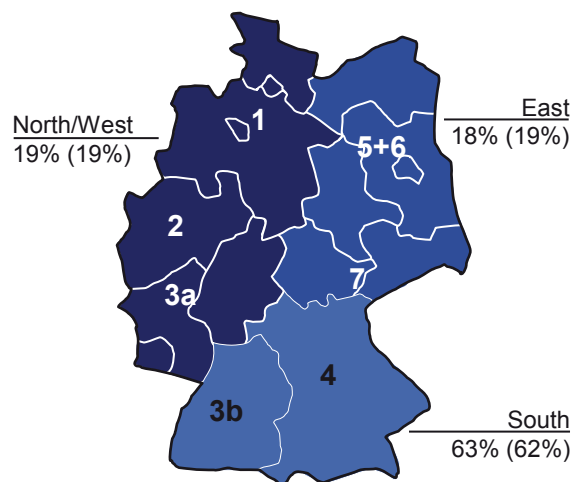 1
North/West
19% (19%)
East
18% (19%)
5+6
2
3a
7
4
3b
South
63% (62%)